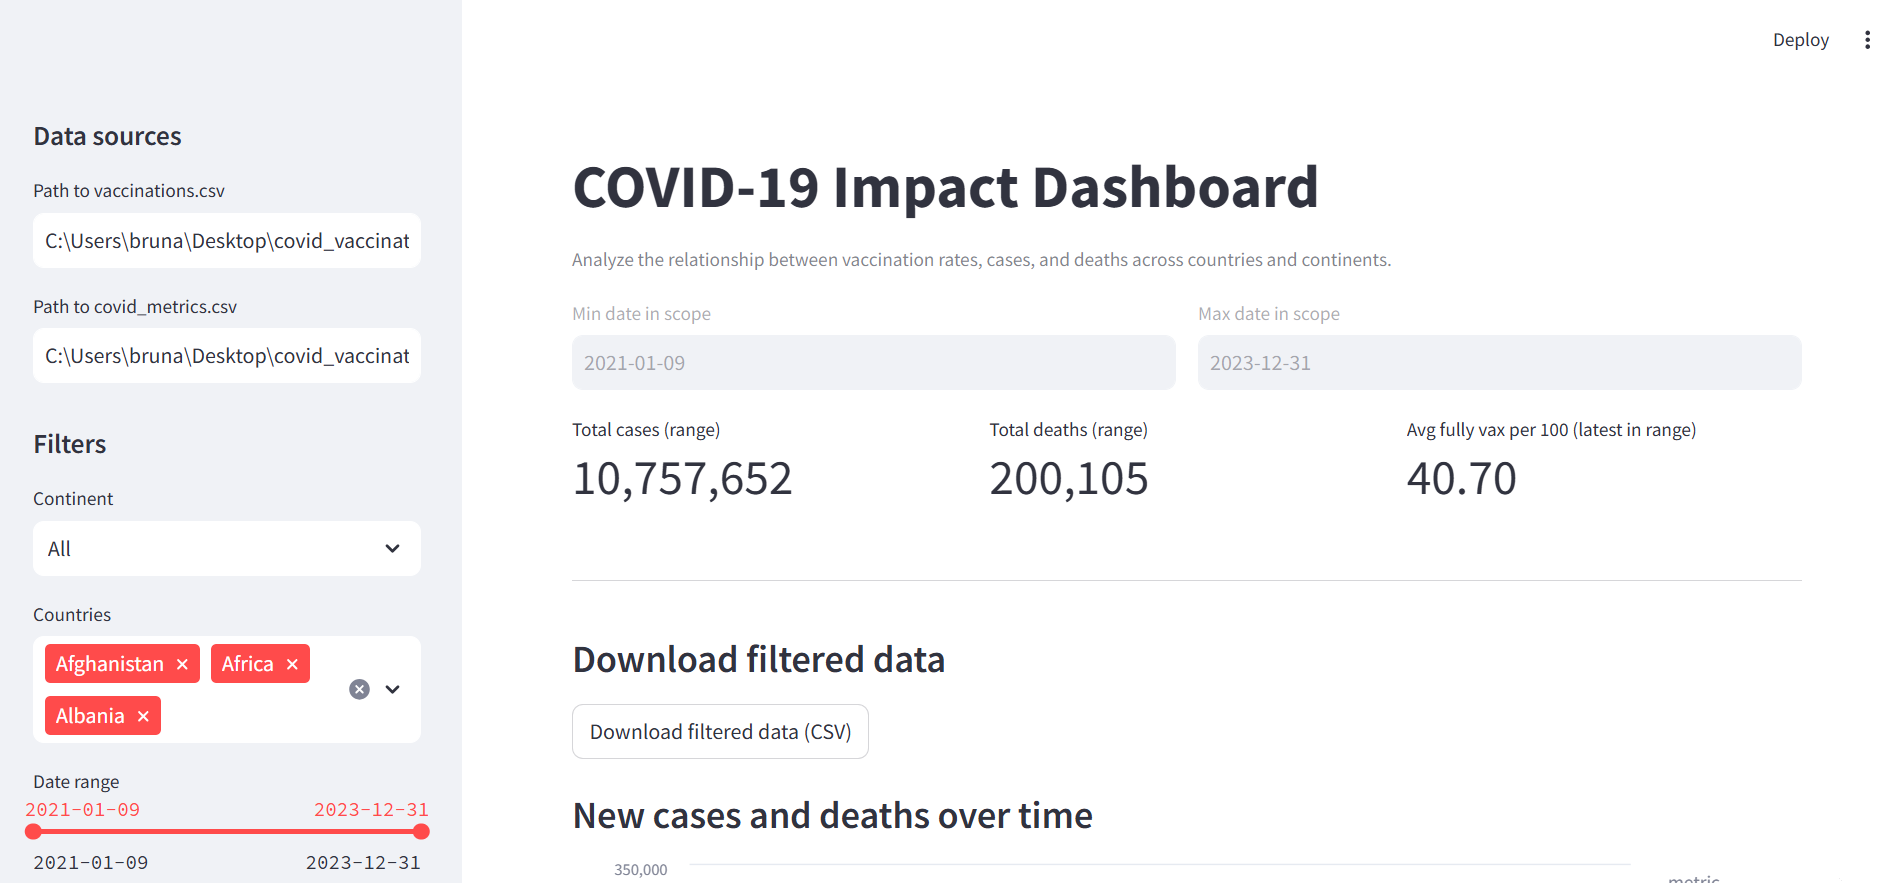 Deploy
Data sources
Path to vaccinations.csv
C:\Users\bruna\Desktop\covid_vaccinat
Path to covid_metrics.csv
C:\Users\bruna\Desktop\covid_vaccinat
Filters
Continent
All
Countries
Afghanistan × Africa ×
Albania ×
Date range
2021-01-09 2023-12-31
2021-01-09 2023-12-31
COVID-19 Impact Dashboard
Analyze the relationship between vaccination rates, cases, and deaths across countries and continents.
Min date in scope Max date in scope
2021-01-09 2023-12-31
Total cases (range) Total deaths (range) Avg fully vax per 100 (latest in range)
10,757,652 200,105 40.70
Download filtered data
Download filtered data (CSV)
New cases and deaths over time
350,000
metric